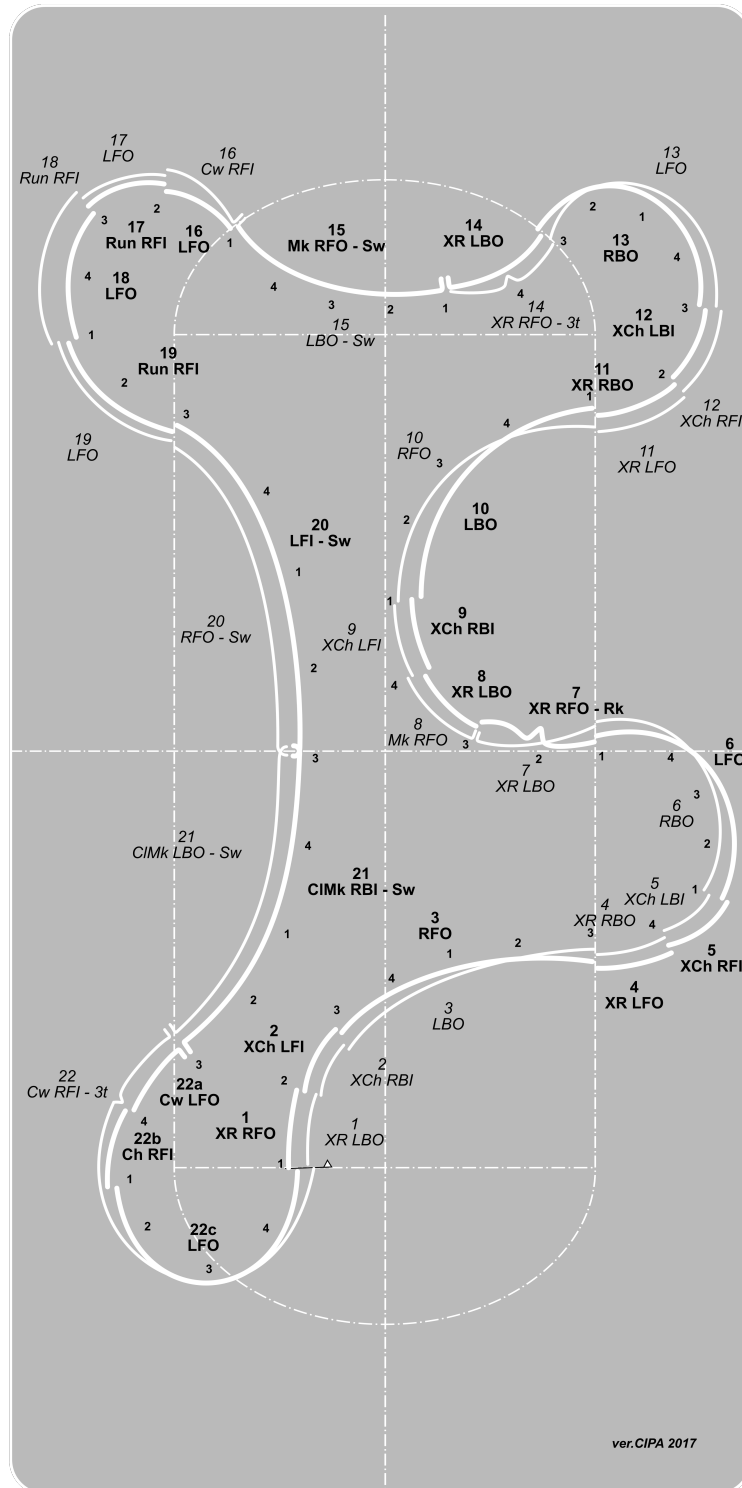 17
LFO
18
Run RFI
16
Cw RFI
13
LFO
17
Run RFI
16
LFO
15
Mk RFO - Sw
14
XR LBO
13
RBO
18
LFO
15
LBO - Sw
14
XR RFO - 3t
12
XCh LBI
19
Run RFI
11
XR RBO
12
XCh RFI
19
LFO
10
RFO
11
XR LFO
20
LFI - Sw
10
LBO
20
RFO - Sw
9
XCh LFI
9
XCh RBI
8
XR LBO
7
XR RFO - Rk
8
Mk RFO
6
LFO
7
XR LBO
6
RBO
21
ClMk LBO - Sw
21
ClMk RBI - Sw
5
XCh LBI
4
XR RBO
3
RFO
5
XCh RFI
4
XR LFO
3
LBO
2
XCh LFI
2
XCh RBI
22
Cw RFI - 3t
22a
Cw LFO
1
XR RFO
1
XR LBO
22b
Ch RFI
22c
LFO
1
2
3
4
1
2
3
4
1
2
3
4
1
2
3
4
1
2
3
4
1
2
3
4
1
2
3
4
1
2
3
4
1
2
3
4
1
2
3
4
1
2
3
4
1
2
3
4
1
2
3
4
ver.CIPA 2017